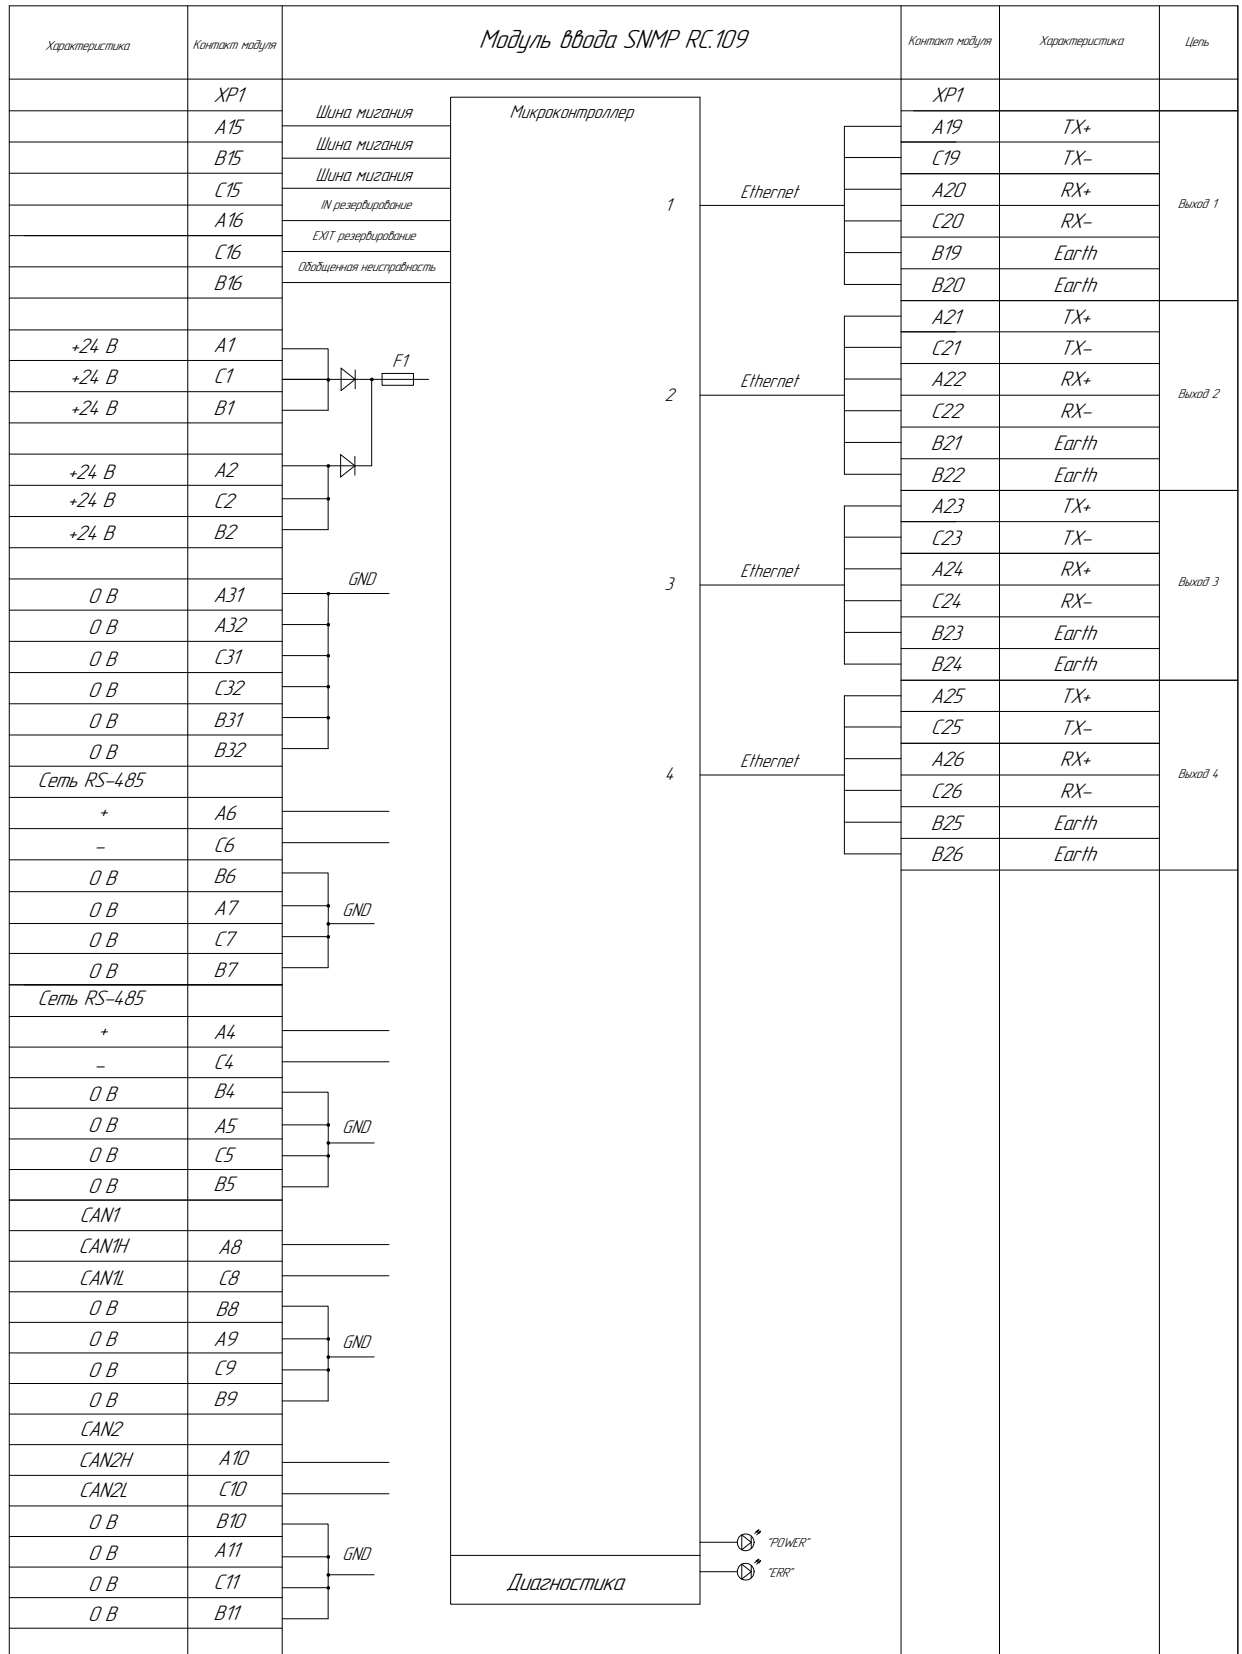 Характеристика
Контакт модуля
Модуль ввода SNMP RC.109
Контакт модуля
Характеристика
Цепь
XP1
A15
B15
C15
A16
C16
B16
Шина мигания
Шина мигания
Шина мигания
IN резервирование
EXIT резервирование
Обобщенная неисправность
+24 В A1
+24 В C1
+24 В B1
F1
+24 В A2
+24 В C2
+24 В B2
GND
0 В A31
0 В A32
0 В C31
0 В C32
0 В B31
0 В B32
Сеть RS-485
+ A6
- C6
0 В B6
0 В A7
0 В C7
0 В B7
GND
Сеть RS-485
+ A4
- C4
0 В B4
0 В A5
0 В C5
0 В B5
GND
CAN1
CAN1H A8
CAN1L C8
0 В B8
0 В A9
0 В C9
0 В B9
GND
CAN2
CAN2H A10
CAN2L C10
0 В B10
0 В A11
0 В C11
0 В B11
GND
Микроконтроллер
1
2
3
4
Диагностика
"POWER"
"ERR"
Ethernet
Ethernet
Ethernet
Ethernet
XP1
A19 TX+
C19 TX-
A20 RX+
C20 RX-
B19 Earth
B20 Earth
Выход 1
A21 TX+
C21 TX-
A22 RX+
C22 RX-
B21 Earth
B22 Earth
Выход 2
A23 TX+
C23 TX-
A24 RX+
C24 RX-
B23 Earth
B24 Earth
Выход 3
A25 TX+
C25 TX-
A26 RX+
C26 RX-
B25 Earth
B26 Earth
Выход 4